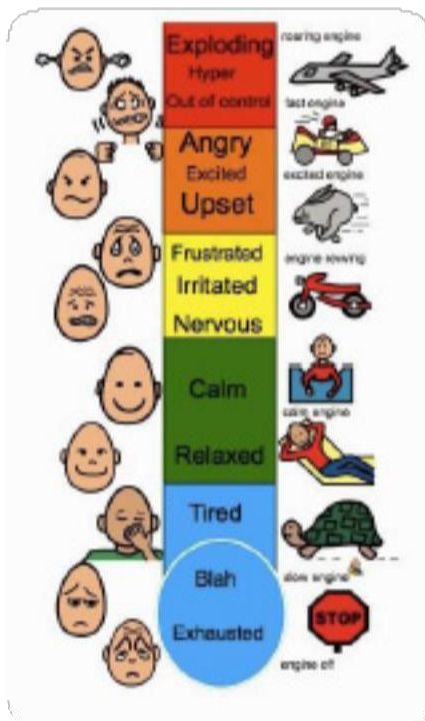 Exploding
Hyper
Out of control
Angry
Excited
Upset
Frustrated
Irritated
Nervous
Calm
Relaxed
Tired
Blah
Exhausted
roaring engine
fast engine
excited engine
engine revving
calm engine
slow engine
STOP
engine off